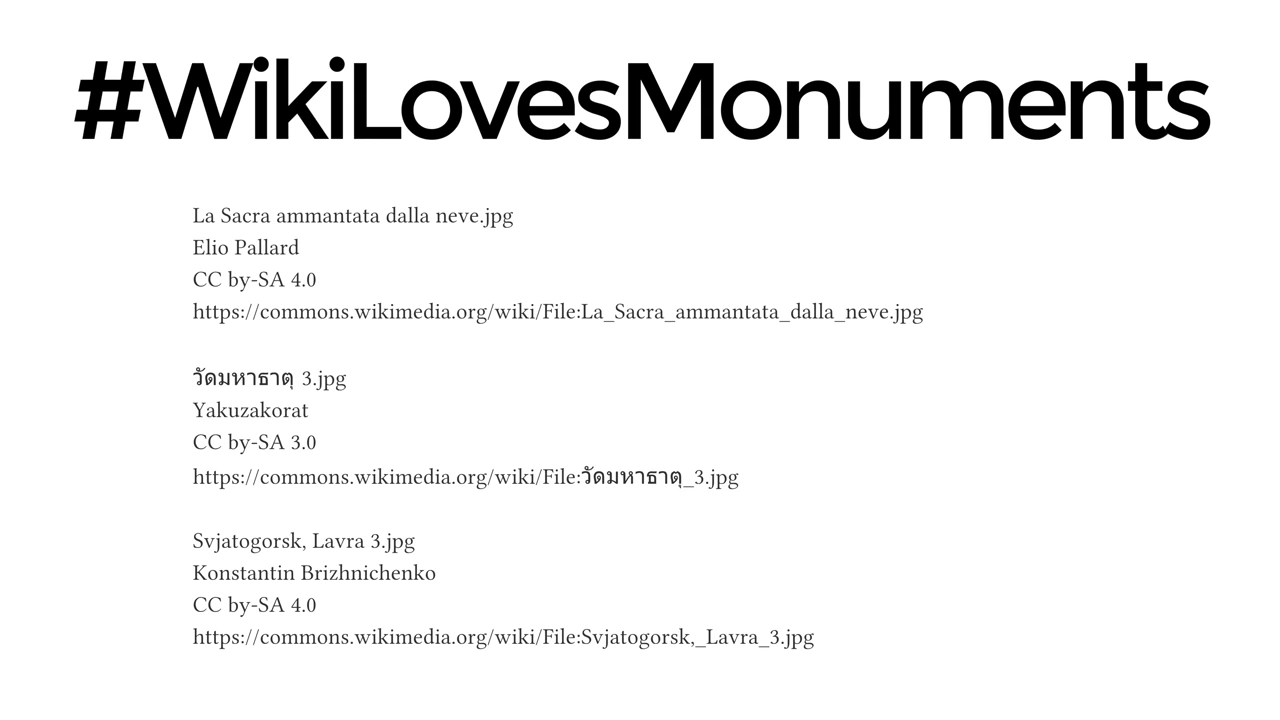 #WikiLovesMonuments
La Sacra ammantata dalla neve.jpg
Elio Pallard
CC by-SA 4.0
https://commons.wikimedia.org/wiki/File:La_Sacra_ammantata_dalla_neve.jpg
วัดมหาธาตุ 3.jpg
Yakuzakorat
CC by-SA 3.0
https://commons.wikimedia.org/wiki/File:วัดมหาธาตุ_3.jpg
Svjatogorsk, Lavra 3.jpg
Konstantin Brizhnichenko
CC by-SA 4.0
https://commons.wikimedia.org/wiki/File:Svjatogorsk,_Lavra_3.jpg